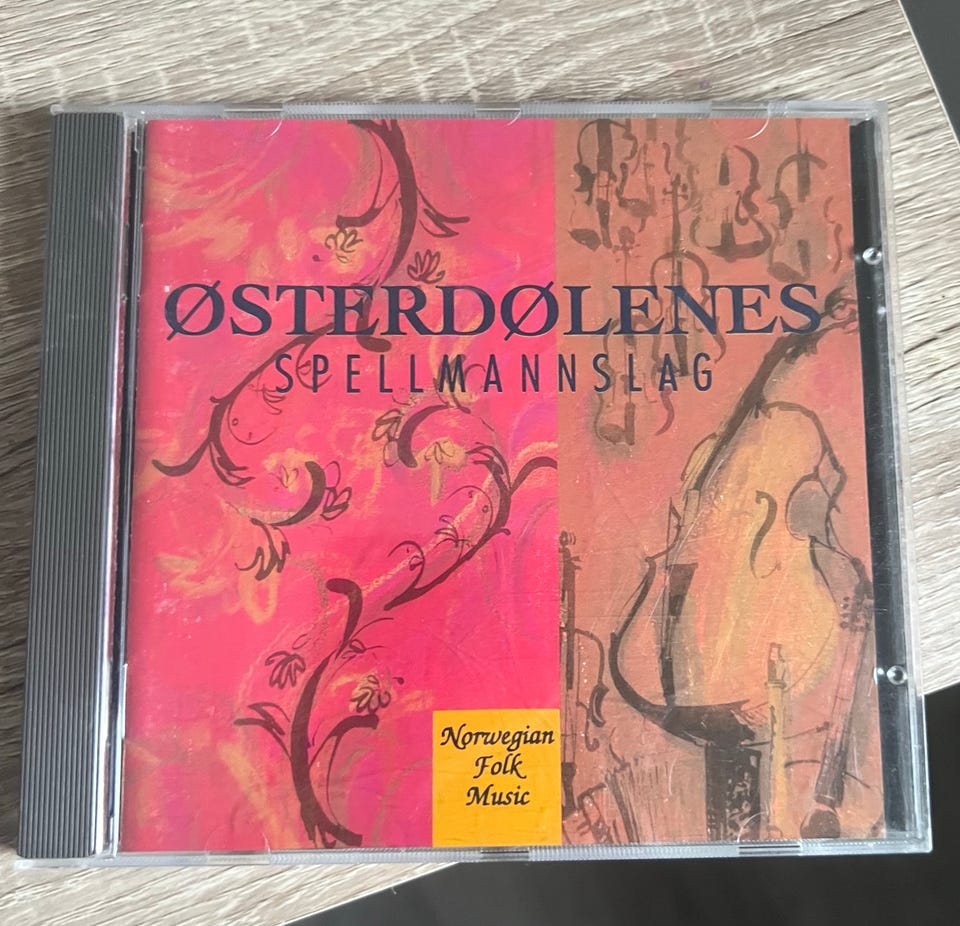 ØSTERDØLENES
SPELLMANNSLAG
Norwegian
Folk
Music